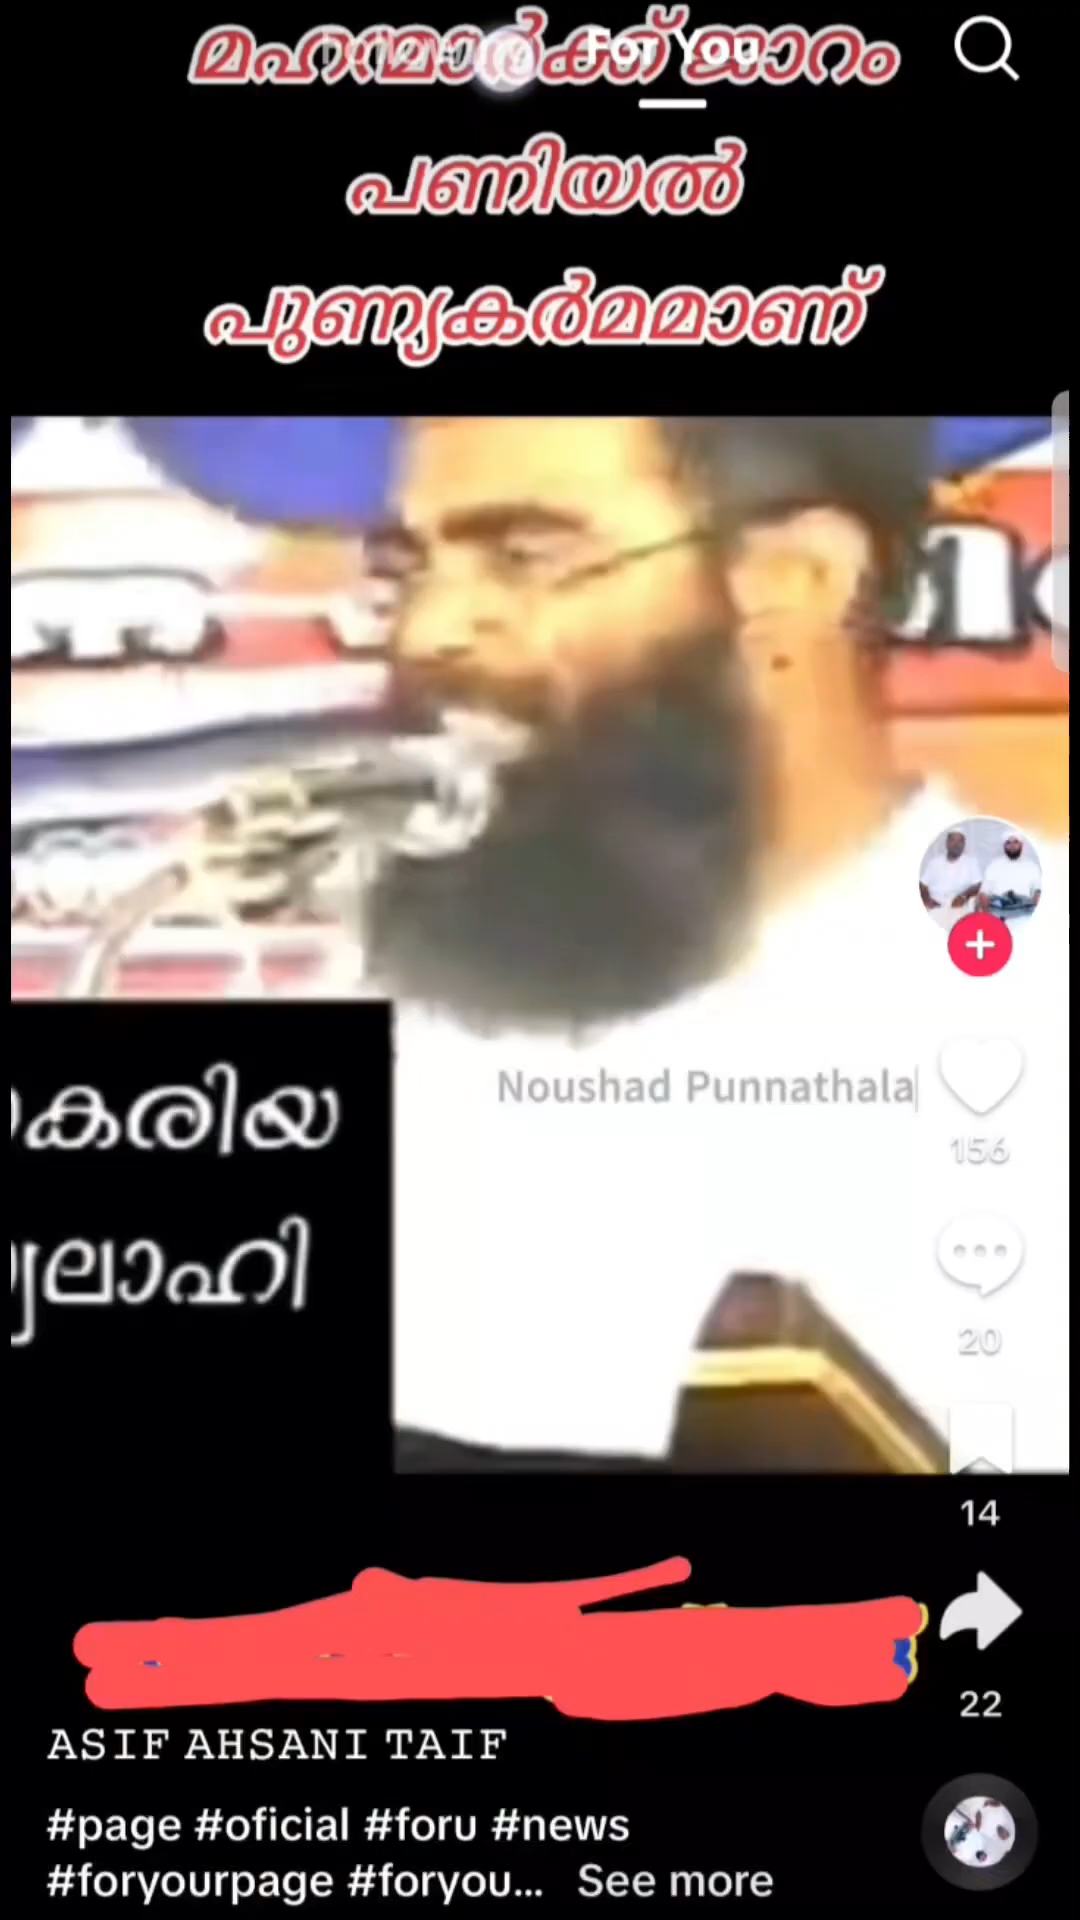 Following For You
മഹാന്മാർക്ക് ജാറം
പണിയൽ
പുണ്യകർമമാണ്
കരിയ
ലാഹി
Noushad Punnathala
156
20
14
22
ASIF AHSANI TAIF
#page #oficial #foru #news
#foryourpage #foryou... See more